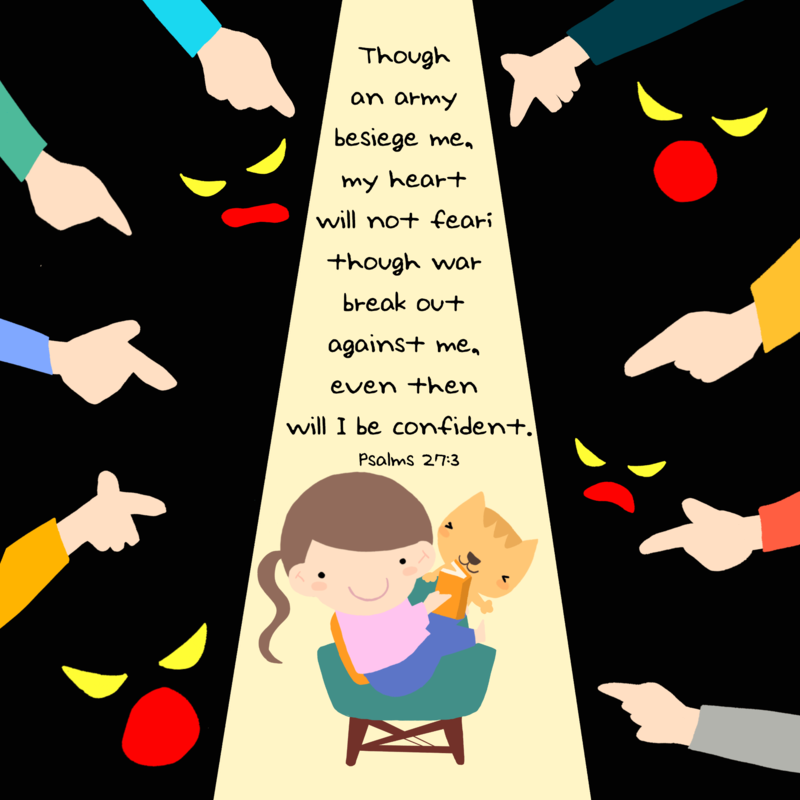 Though
an army
besiege me,
my heart
will not feari
though war
break out
against me,
even then
will I be confident.
Psalms 27:3